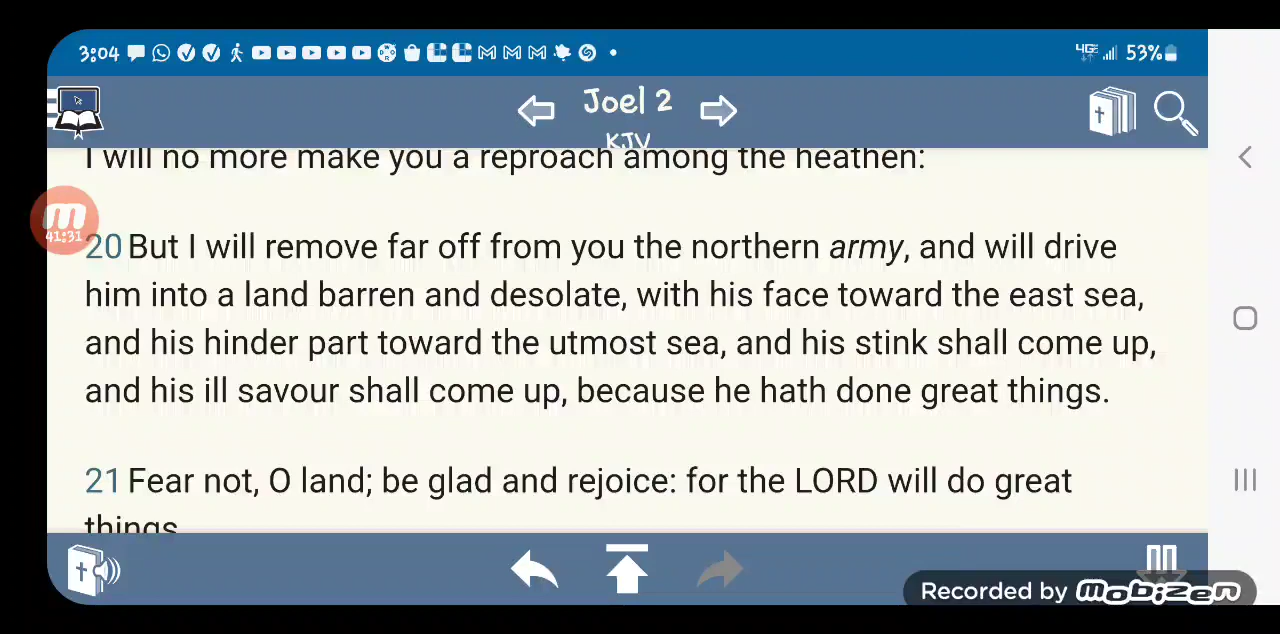 3:04 4GE 53%
Joel 2
KJV
I will no more make you a reproach among the heathen:
41:31
20 But I will remove far off from you the northern army, and will drive
him into a land barren and desolate, with his face toward the east sea,
and his hinder part toward the utmost sea, and his stink shall come up,
and his ill savour shall come up, because he hath done great things.
21 Fear not, O land; be glad and rejoice: for the LORD will do great
things
Recorded by mobizen